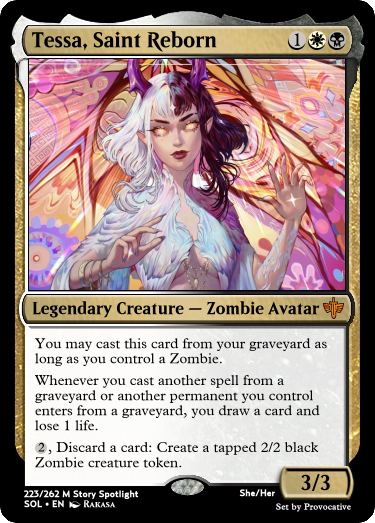 Tessa, Saint Reborn 1
Legendary Creature — Zombie Avatar
You may cast this card from your graveyard as
long as you control a Zombie.
Whenever you cast another spell from a
graveyard or another permanent you control
enters from a graveyard, you draw a card and
lose 1 life.
2, Discard a card: Create a tapped 2/2 black
Zombie creature token.
3/3
223/262 M Story Spotlight She/Her
SOL • EN Rakasa Set by Provocative